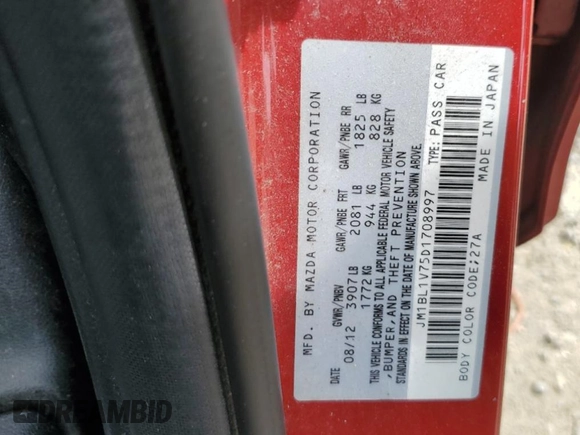 MFD. BY MAZDA MOTOR CORPORATION
DATE GVWR/PNBV GAWR/PNBE FRT GAWR/PNBE RR
08/12 3907 LB 2081 LB 1825 LB
1772 KG 944 KG 828 KG
THIS VEHICLE CONFORMS TO ALL APPLICABLE FEDERAL MOTOR VEHICLE SAFETY
,BUMPER,AND THEFT PREVENTION
STANDARDS IN EFFECT ON THE DATE OF MANUFACTURE SHOWN ABOVE.
JM1BL1V75D1708997 TYPE: PASS CAR
BODY COLOR CODE:27A MADE IN JAPAN
DREAMBID